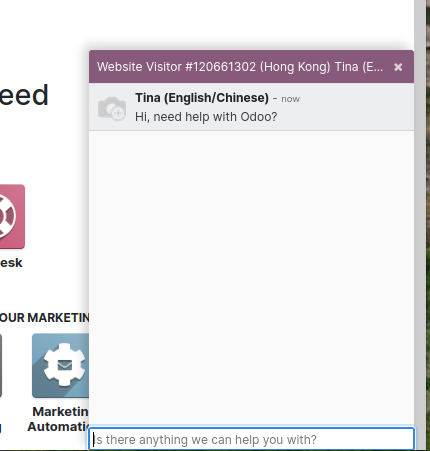 Website Visitor #120661302 (Hong Kong) Tina (E... ×
eed
Tina (English/Chinese) - now
Hi, need help with Odoo?
esk
OUR MARKETIN
Marketin
Automatic
Is there anything we can help you with?